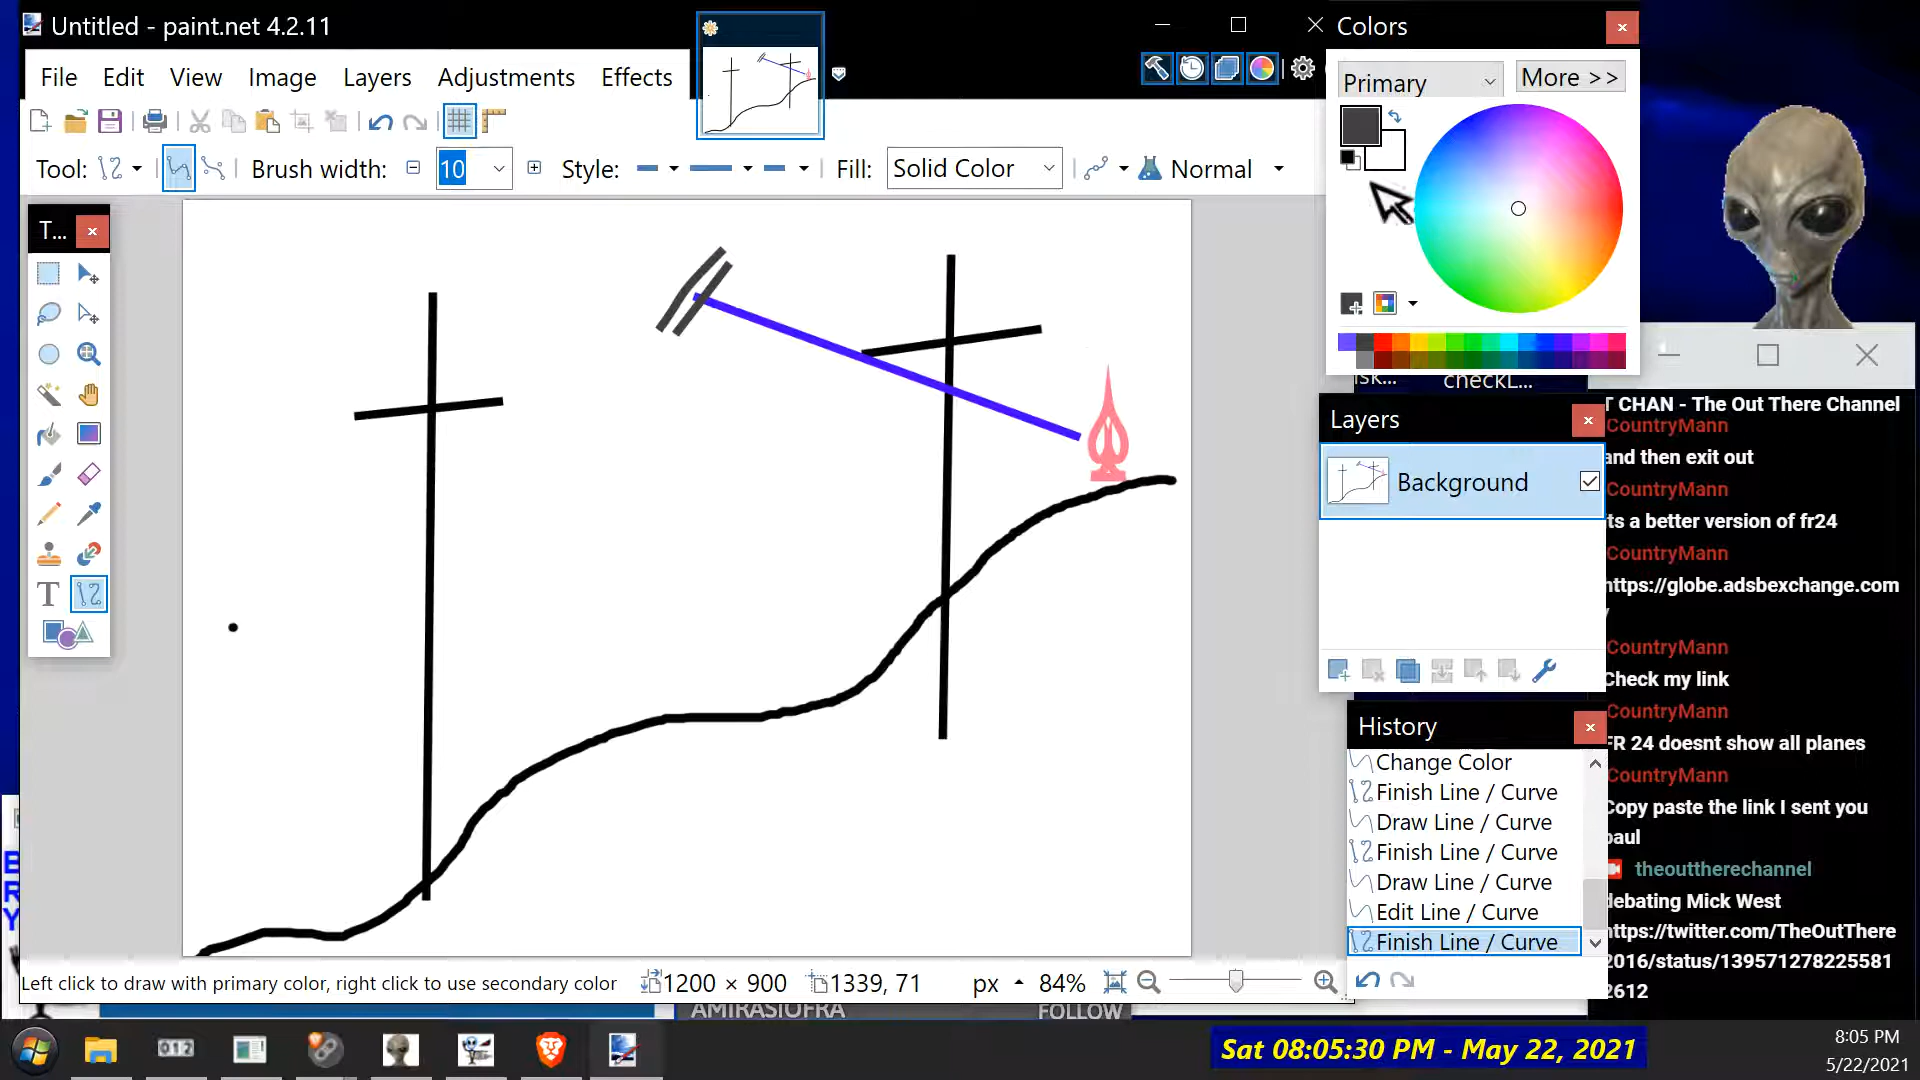 Untitled - paint.net 4.2.11
File Edit View Image Layers Adjustments Effects
Tool: Brush width: 10 Style: Fill: Solid Color Normal
T...
Colors
Primary More >>
checkL...
Layers
Background
History
Change Color
Finish Line / Curve
Draw Line / Curve
Finish Line / Curve
Draw Line / Curve
Edit Line / Curve
Finish Line / Curve
T CHAN - The Out There Channel
CountryMann
and then exit out
CountryMann
its a better version of fr24
CountryMann
https://globe.adsbexchange.com
/
CountryMann
Check my link
CountryMann
FR 24 doesnt show all planes
CountryMann
Copy paste the link I sent you
paul
theouttherechannel
debating Mick West
https://twitter.com/TheOutThere
2016/status/139571278225581
2612
Left click to draw with primary color, right click to use secondary color 1200 × 900 1339, 71 px 84%
B
R
Y
AMIRASIOFRA FOLLOW
012
Sat 08:05:30 PM - May 22, 2021
8:05 PM
5/22/2021